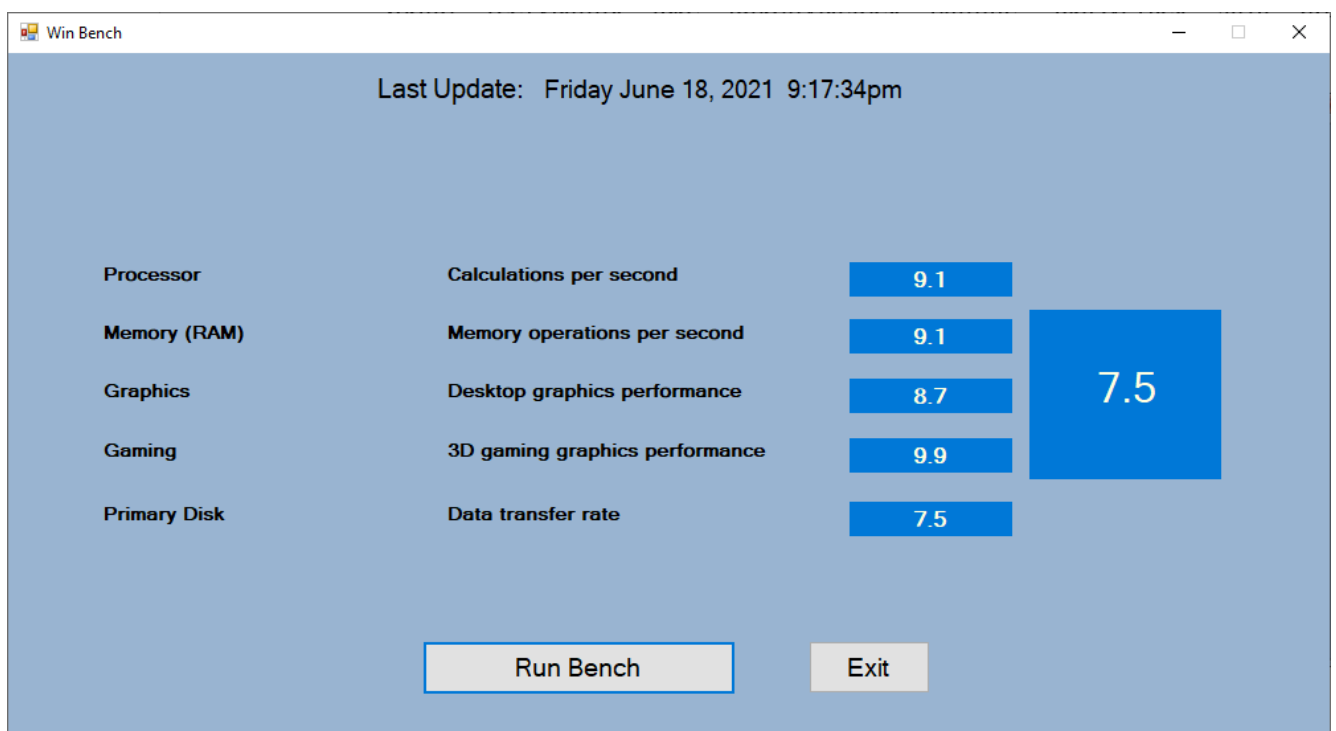 Win Bench
Last Update: Friday June 18, 2021 9:17:34pm
Processor Calculations per second 9.1
Memory (RAM) Memory operations per second 9.1
Graphics Desktop graphics performance 8.7
7.5
Gaming 3D gaming graphics performance 9.9
Primary Disk Data transfer rate 7.5
Run Bench Exit